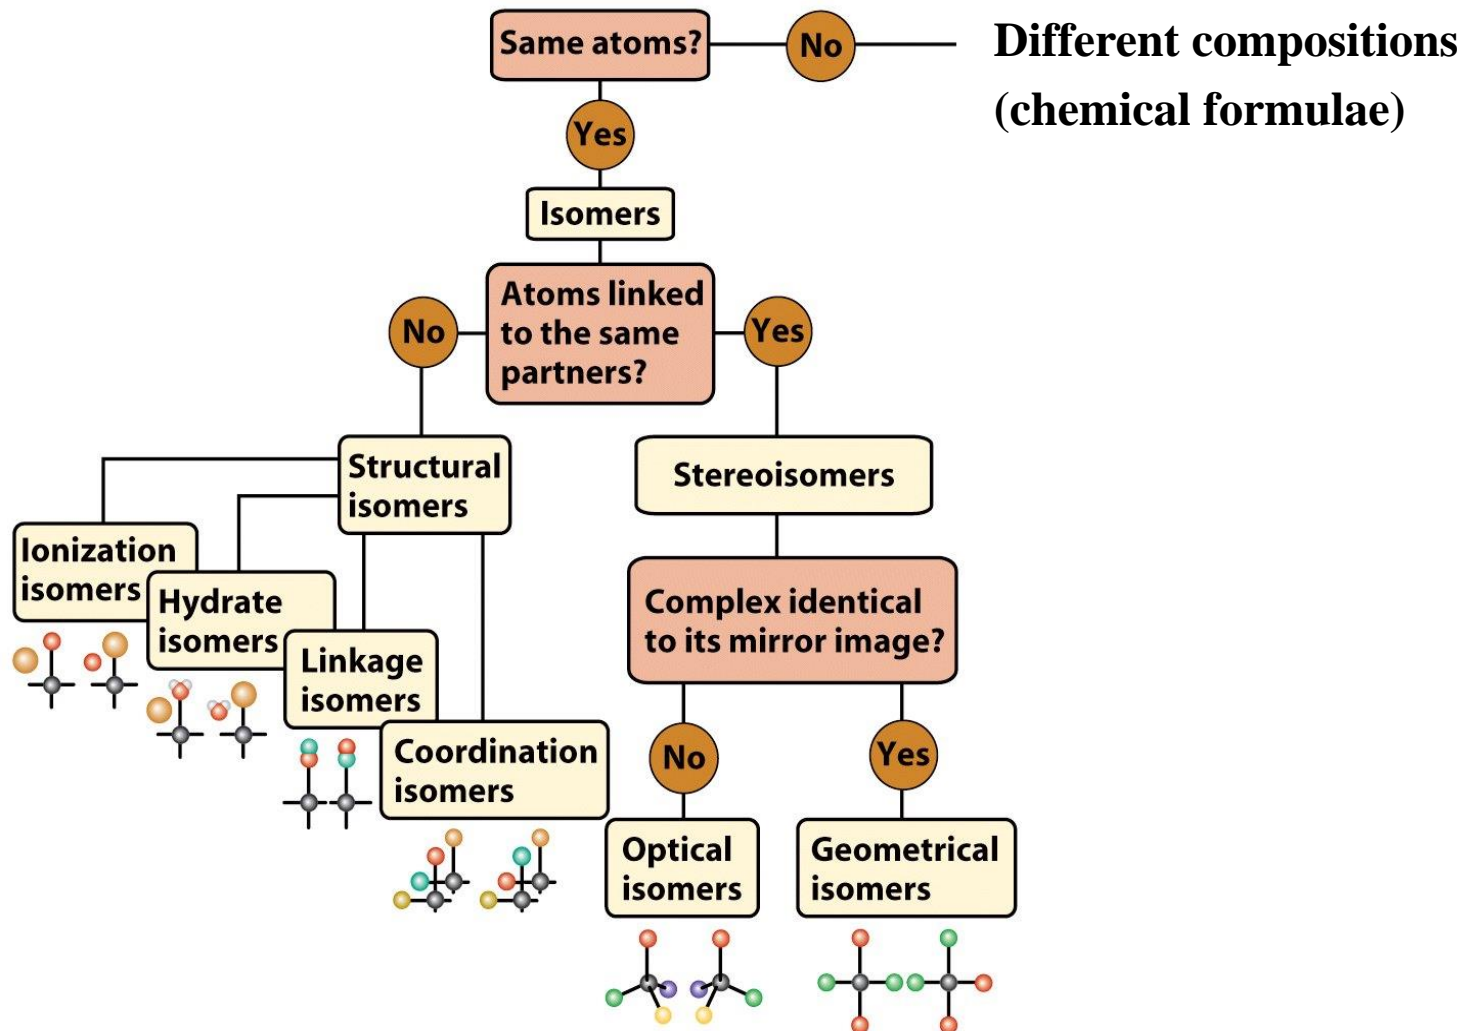 Same atoms?
No
Different compositions
(chemical formulae)
Yes
Isomers
Atoms linked
to the same
partners?
No
Yes
Structural
isomers
Stereoisomers
Ionization
isomers
Hydrate
isomers
Linkage
isomers
Coordination
isomers
Complex identical
to its mirror image?
No
Yes
Optical
isomers
Geometrical
isomers